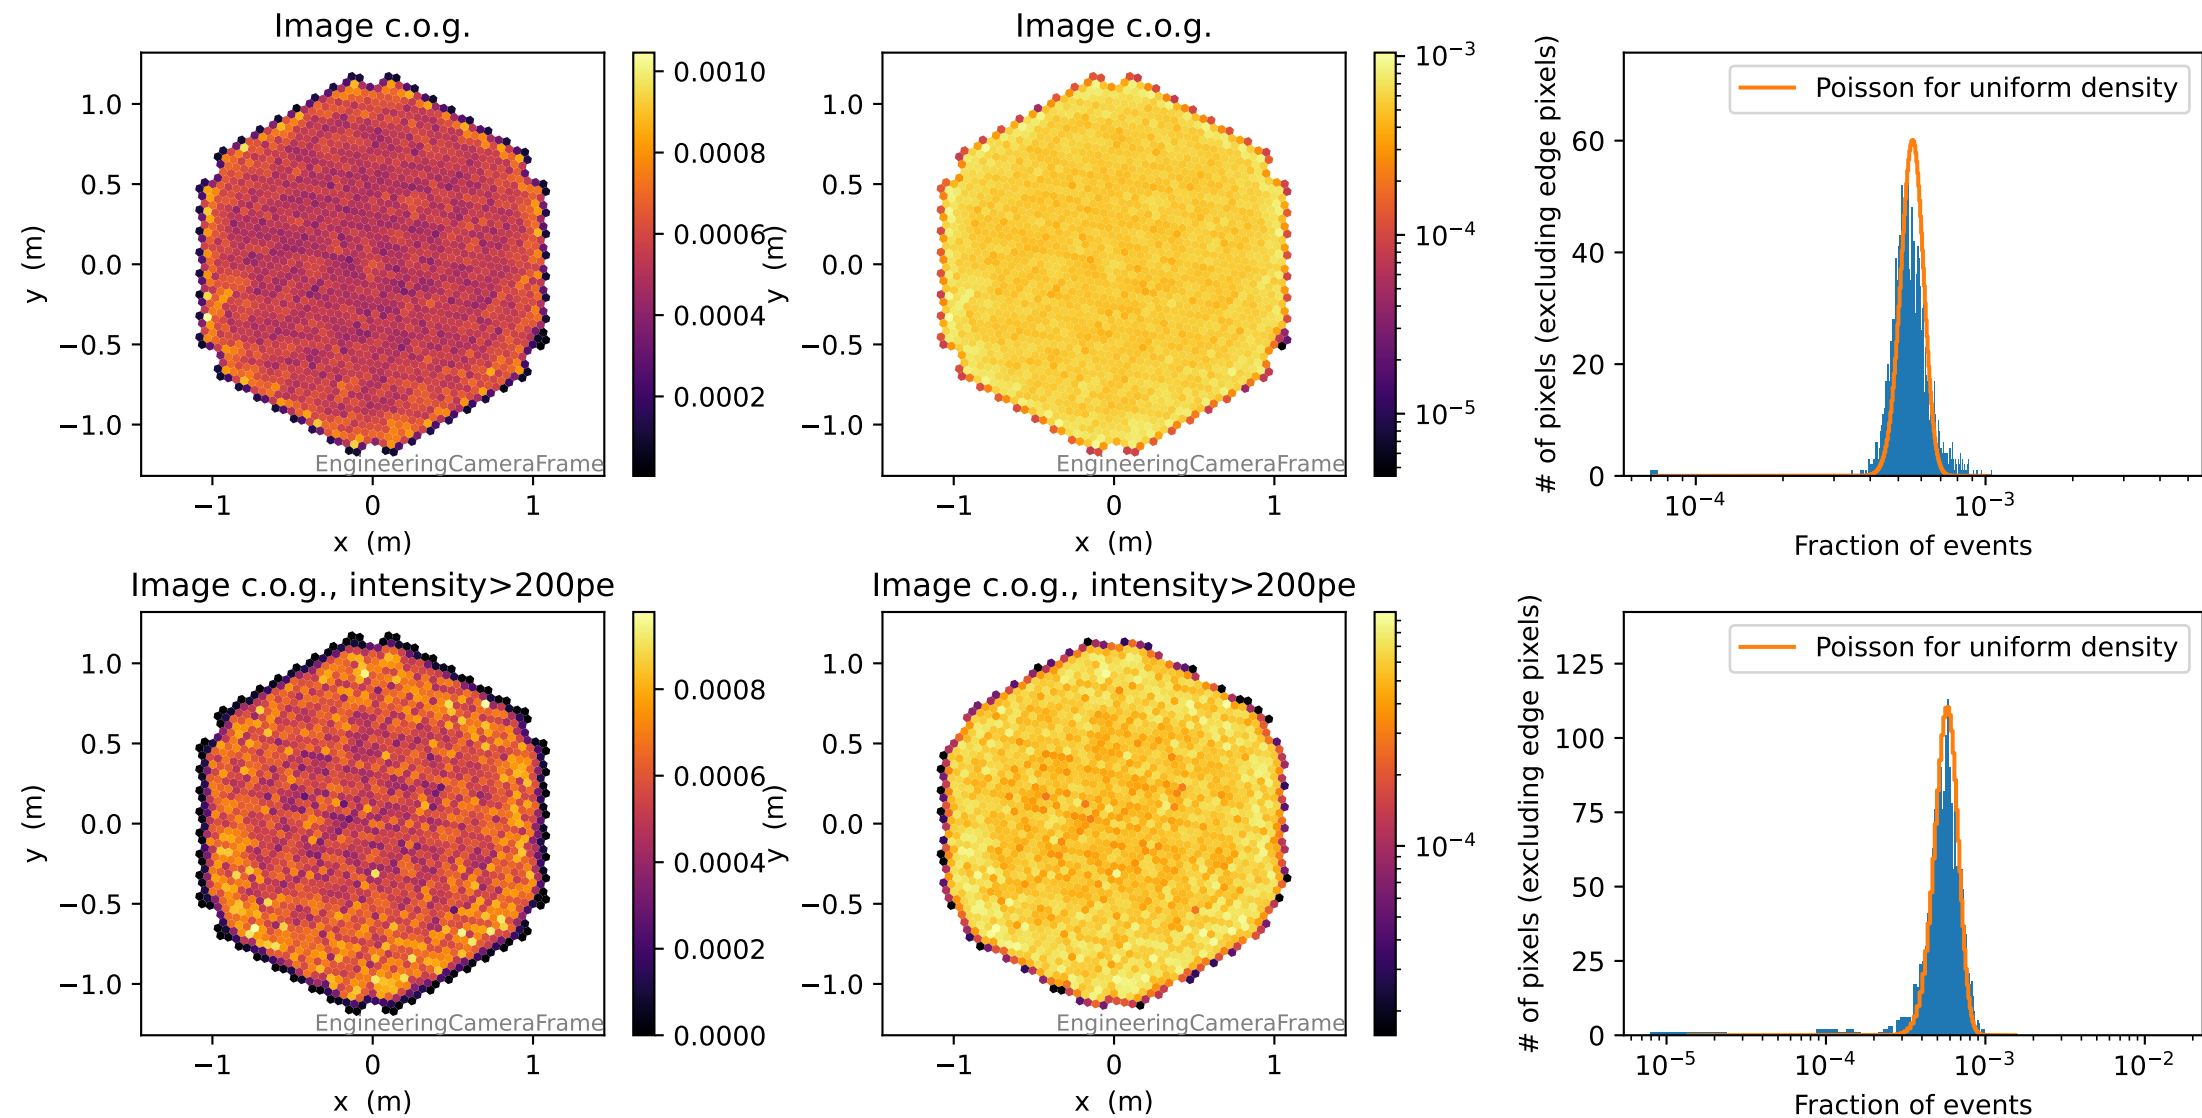 Image c.o.g.
1.0
0.5
0.0
−0.5
−1.0
y (m)
−1
0
1
x (m)
EngineeringCameraFrame
0.0010
0.0008
0.0006
0.0004
0.0002
Image c.o.g.
1.0
0.5
0.0
−0.5
−1.0
y (m)
−1
0
1
x (m)
EngineeringCameraFrame
10⁻³
10⁻⁴
10⁻⁵
# of pixels (excluding edge pixels)
60
40
20
0
Poisson for uniform density
10⁻⁴
10⁻³
Fraction of events
Image c.o.g., intensity>200pe
1.0
0.5
0.0
−0.5
−1.0
y (m)
−1
0
1
x (m)
EngineeringCameraFrame
0.0008
0.0006
0.0004
0.0002
0.0000
Image c.o.g., intensity>200pe
1.0
0.5
0.0
−0.5
−1.0
y (m)
−1
0
1
x (m)
EngineeringCameraFrame
10⁻⁴
# of pixels (excluding edge pixels)
125
100
75
50
25
0
Poisson for uniform density
10⁻⁵
10⁻⁴
10⁻³
10⁻²
Fraction of events